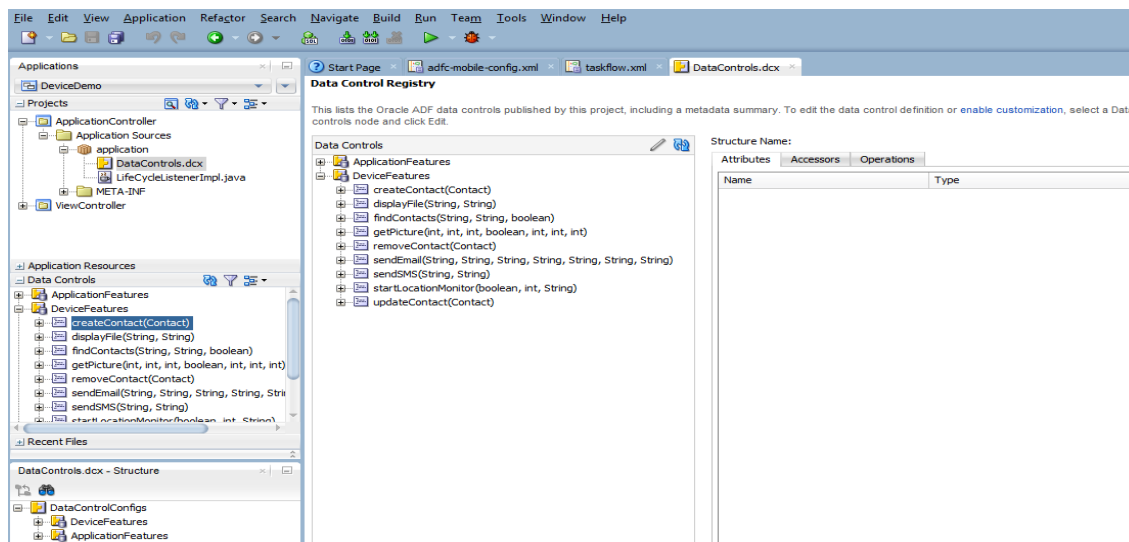 File Edit View Application Refactor Search Navigate Build Run Team Tools Window Help
Applications
DeviceDemo
Projects
ApplicationController
Application Sources
application
DataControls.dcx
LifeCycleListenerImpl.java
META-INF
ViewController
Application Resources
Data Controls
ApplicationFeatures
DeviceFeatures
createContact(Contact)
displayFile(String, String)
findContacts(String, String, boolean)
getPicture(int, int, int, boolean, int, int, int)
removeContact(Contact)
sendEmail(String, String, String, String, Stri
sendSMS(String, String)
startLocationMonitor(boolean, int, String)
Recent Files
DataControls.dcx - Structure
DataControlConfigs
DeviceFeatures
ApplicationFeatures
Start Page adfc-mobile-config.xml taskflow.xml DataControls.dcx
Data Control Registry
This lists the Oracle ADF data controls published by this project, including a metadata summary. To edit the data control definition or enable customization, select a Dat
controls node and click Edit.
Data Controls
ApplicationFeatures
DeviceFeatures
createContact(Contact)
displayFile(String, String)
findContacts(String, String, boolean)
getPicture(int, int, int, boolean, int, int, int)
removeContact(Contact)
sendEmail(String, String, String, String, String, String, String)
sendSMS(String, String)
startLocationMonitor(boolean, int, String)
updateContact(Contact)
Structure Name:
Attributes Accessors Operations
Name Type